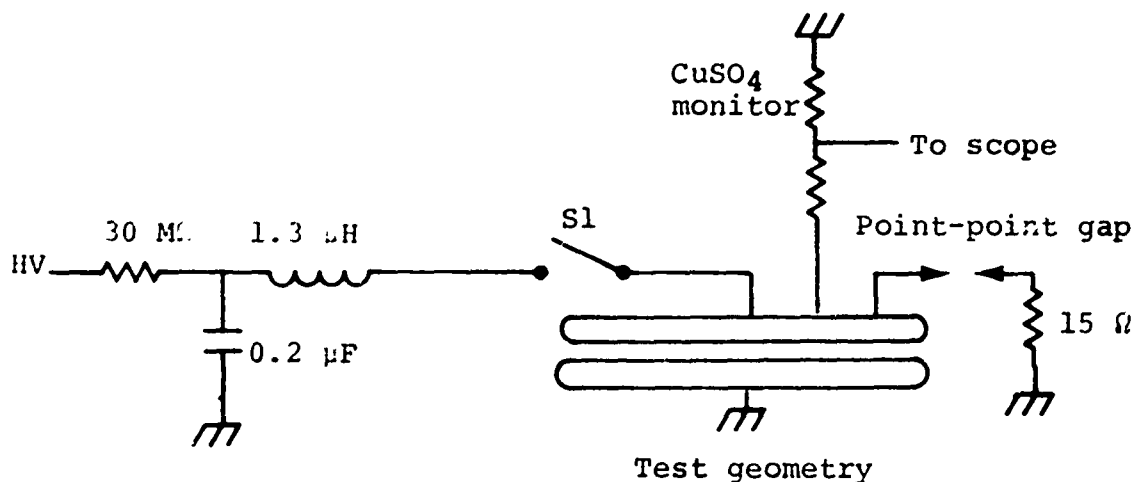 CuSO4
monitor
To scope
S1
Point-point gap
30 MΩ
1.3 μH
HV
15 Ω
0.2 μF
Test geometry